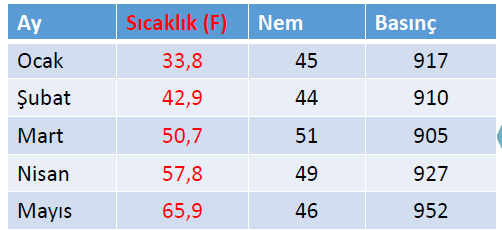 Ay Sıcaklık (F) Nem Basınç
Ocak 33,8 45 917
Şubat 42,9 44 910
Mart 50,7 51 905
Nisan 57,8 49 927
Mayıs 65,9 46 952